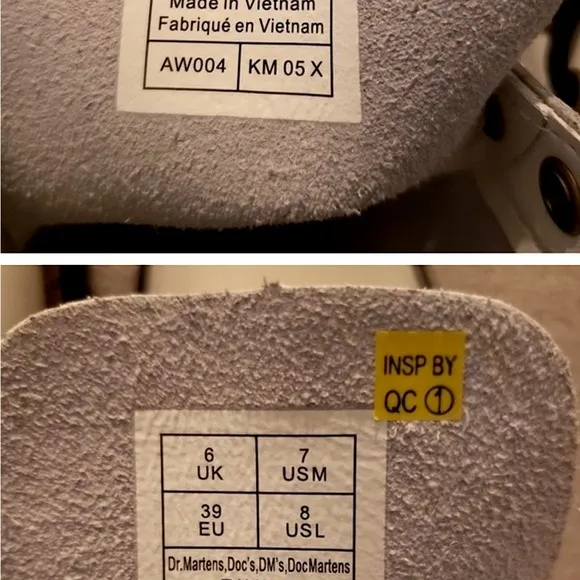 Made in Vietnam
Fabriqué en Vietnam
AW004 KM 05 X
INSP BY
QC ①
6 7
UK USM
39 8
EU USL
Dr.Martens,Doc's,DM's,DocMartens